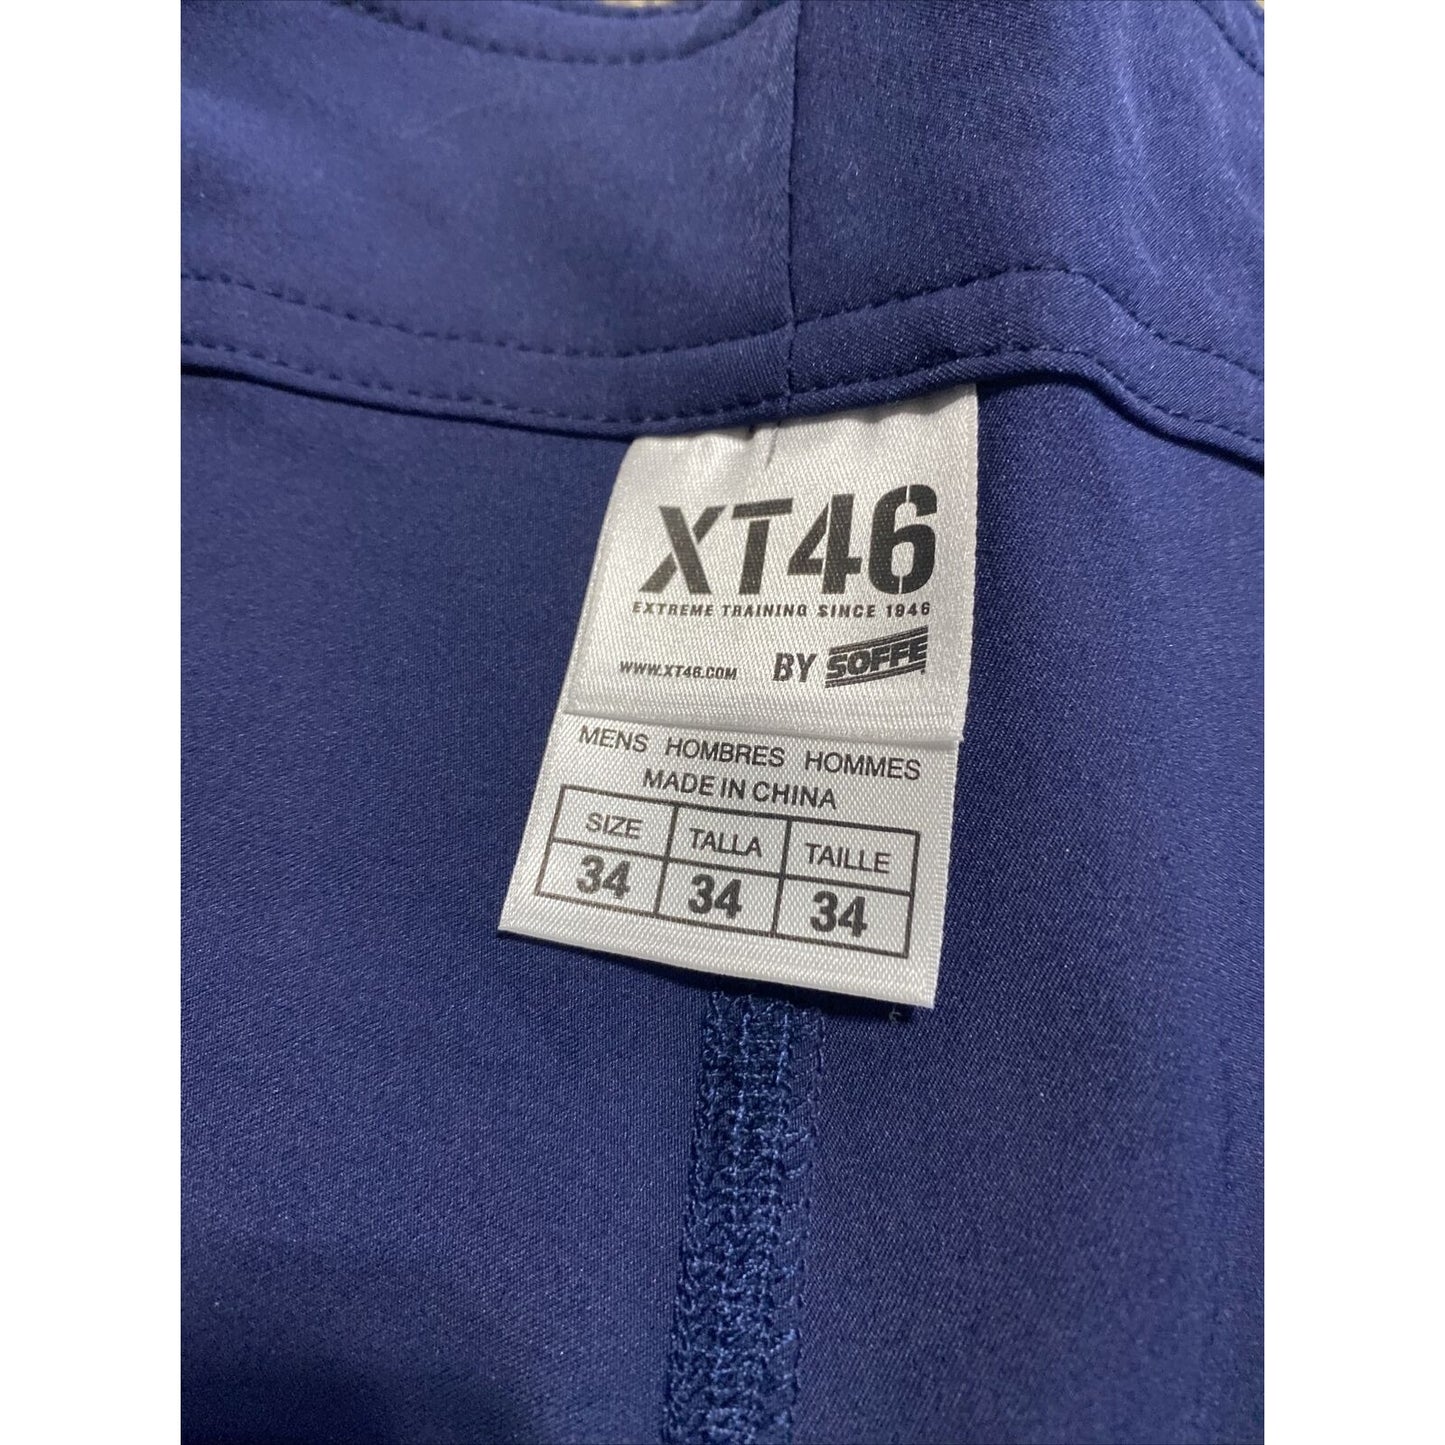 XT46
EXTREME TRAINING SINCE 1946
WWW.XT46.COM BY SOFFE
MENS HOMBRES HOMMES
MADE IN CHINA
SIZE TALLA TAILLE
34 34 34